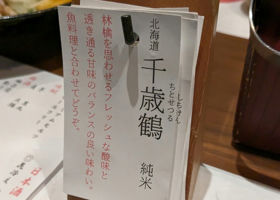 北海道
千歳鶴
ちとせつる
純米
林檎を思わせるフレッシュな酸味と
透き通る甘味のバランスの良い味わい。
魚料理と合わせてどうぞ。
日本酒